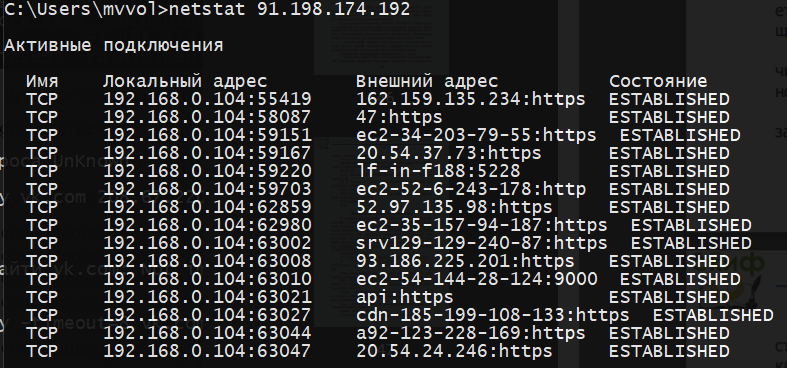 C:\Users\mvvol>netstat 91.198.174.192
Активные подключения
Имя Локальный адрес Внешний адрес Состояние
TCP 192.168.0.104:55419 162.159.135.234:https ESTABLISHED
TCP 192.168.0.104:58087 47:https ESTABLISHED
TCP 192.168.0.104:59151 ec2-34-203-79-55:https ESTABLISHED
TCP 192.168.0.104:59167 20.54.37.73:https ESTABLISHED
TCP 192.168.0.104:59220 lf-in-f188:5228 ESTABLISHED
TCP 192.168.0.104:59703 ec2-52-6-243-178:http ESTABLISHED
TCP 192.168.0.104:62859 52.97.135.98:https ESTABLISHED
TCP 192.168.0.104:62980 ec2-35-157-94-187:https ESTABLISHED
TCP 192.168.0.104:63002 srv129-129-240-87:https ESTABLISHED
TCP 192.168.0.104:63008 93.186.225.201:https ESTABLISHED
TCP 192.168.0.104:63010 ec2-54-144-28-124:9000 ESTABLISHED
TCP 192.168.0.104:63021 api:https ESTABLISHED
TCP 192.168.0.104:63027 cdn-185-199-108-133:https ESTABLISHED
TCP 192.168.0.104:63044 a92-123-228-169:https ESTABLISHED
TCP 192.168.0.104:63047 20.54.24.246:https ESTABLISHED